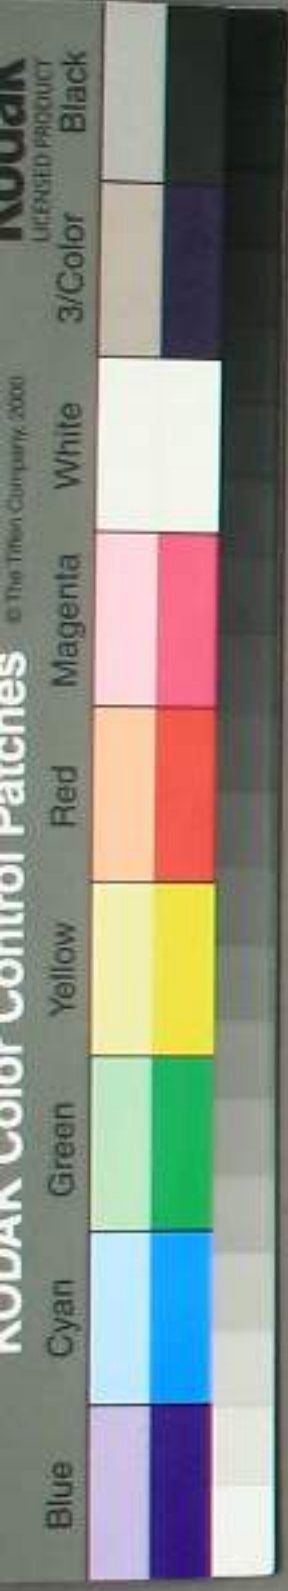 Kodak
LICENSED PRODUCT
KODAK Color Control Patches © The Tiffen Company, 2000
Blue Cyan Green Yellow Red Magenta White 3/Color Black